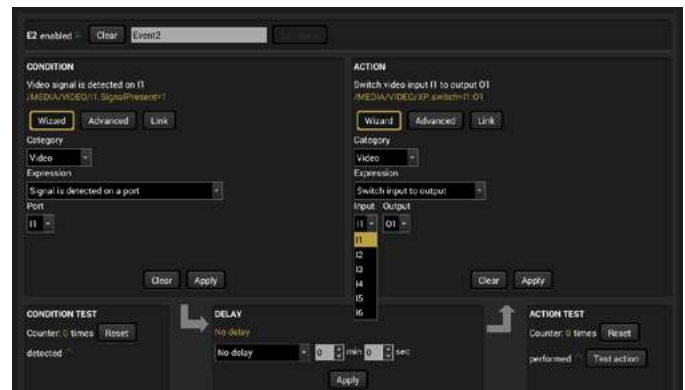 E2 enabled Clear Event2
CONDITION
Video signal is detected on I1
/MEDIA/VIDEO/I1.SignalPresent=1
Wizard Advanced Link
Category
Video
Expression
Signal is detected on a port
Port
I1
Clear Apply
ACTION
Switch video input I1 to output O1
/MEDIA/VIDEO/XP.switch=I1:O1
Wizard Advanced Link
Category
Video
Expression
Switch input to output
Input Output
I1 O1
I1
I2
I3
I4
I5
I6
Clear Apply
CONDITION TEST
Counter: 0 times Reset
detected
DELAY
No delay
No delay 0 min 0 sec
Apply
ACTION TEST
Counter: 0 times Reset
performed Test action